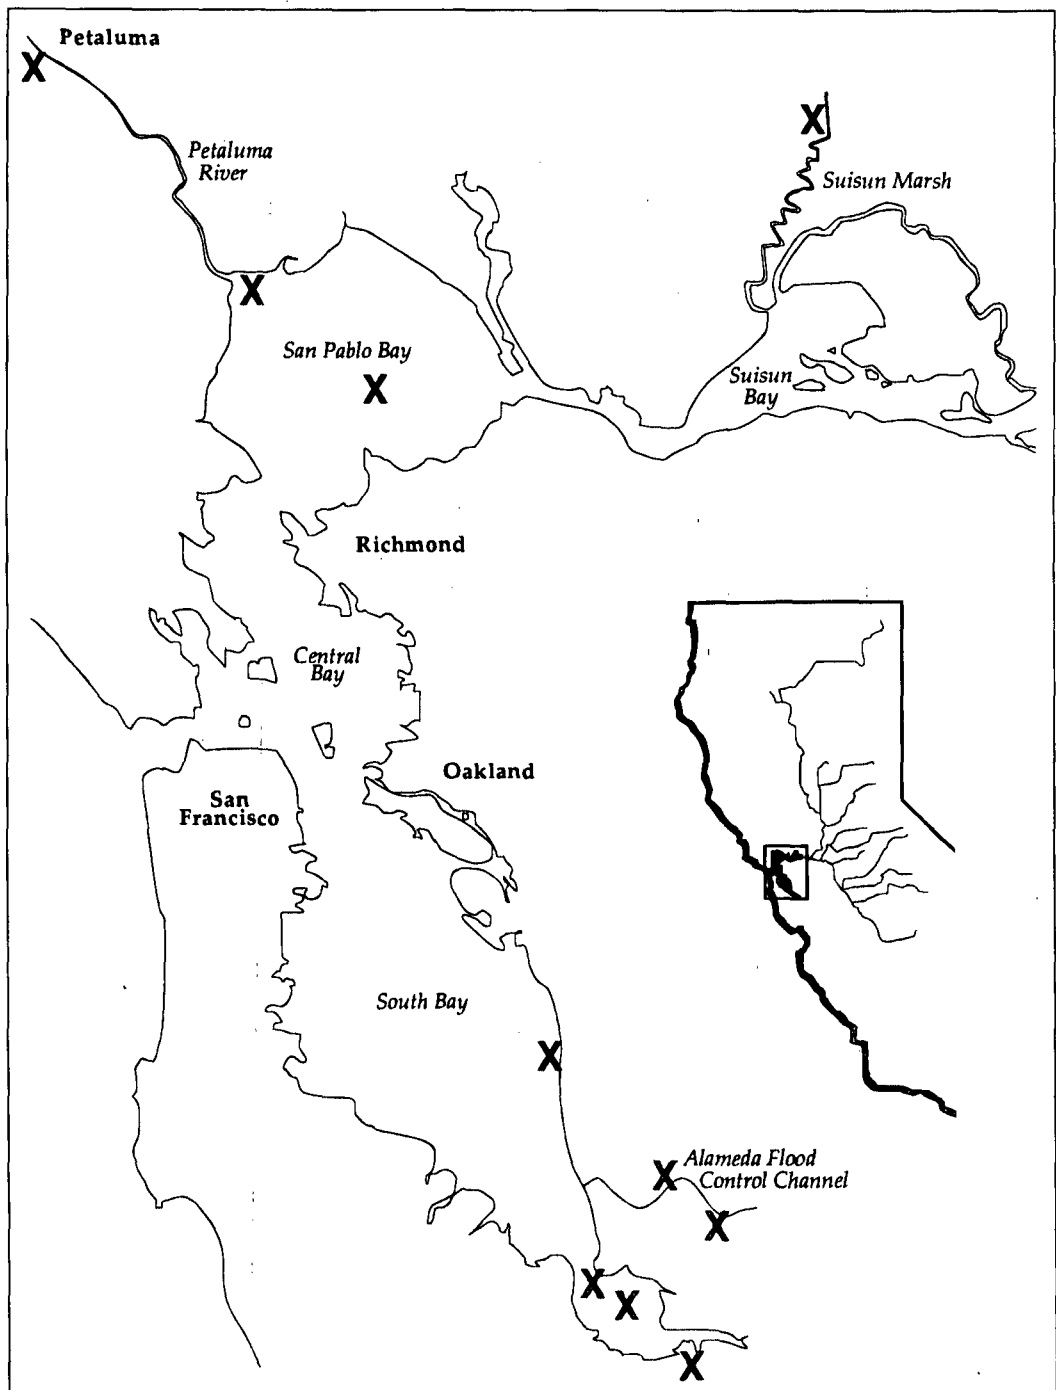 Petaluma
X
X
Petaluma
River
Suisun Marsh
X
San Pablo Bay
X
Suisun
Bay
Richmond
Central
Bay
Oakland
San
Francisco
South Bay
X
X
Alameda Flood
Control Channel
X
X
X
X